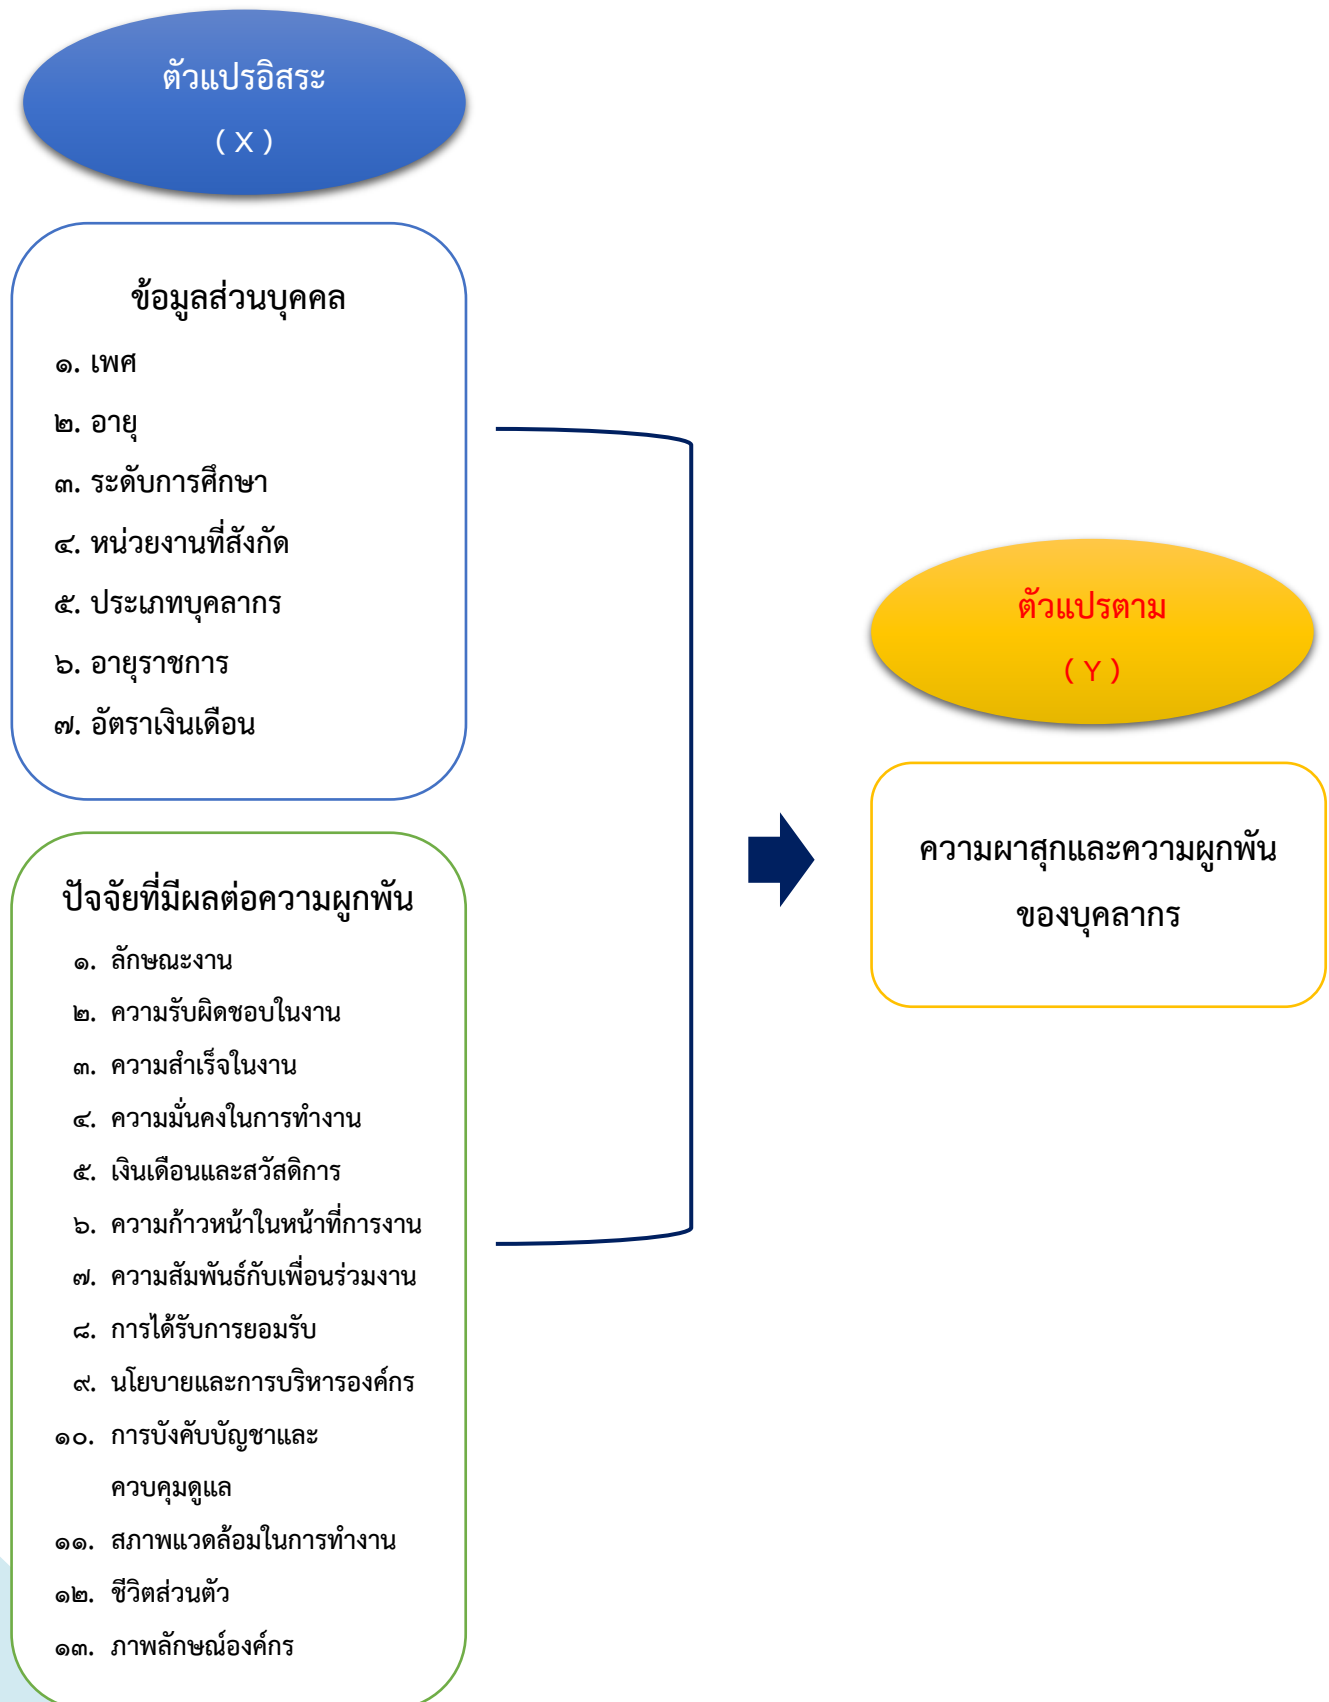 ตัวแปรอิสระ
( X )
ข้อมูลส่วนบุคคล
๑. เพศ
๒. อายุ
๓. ระดับการศึกษา
๔. หน่วยงานที่สังกัด
๕. ประเภทบุคลากร
๖. อายุราชการ
๗. อัตราเงินเดือน
ปัจจัยที่มีผลต่อความผูกพัน
๑. ลักษณะงาน
๒. ความรับผิดชอบในงาน
๓. ความสำเร็จในงาน
๔. ความมั่นคงในการทำงาน
๕. เงินเดือนและสวัสดิการ
๖. ความก้าวหน้าในหน้าที่การงาน
๗. ความสัมพันธ์กับเพื่อนร่วมงาน
๘. การได้รับการยอมรับ
๙. นโยบายและการบริหารองค์กร
๑๐. การบังคับบัญชาและ
ควบคุมดูแล
๑๑. สภาพแวดล้อมในการทำงาน
๑๒. ชีวิตส่วนตัว
๑๓. ภาพลักษณ์องค์กร
ตัวแปรตาม
( Y )
ความผาสุกและความผูกพัน
ของบุคลากร